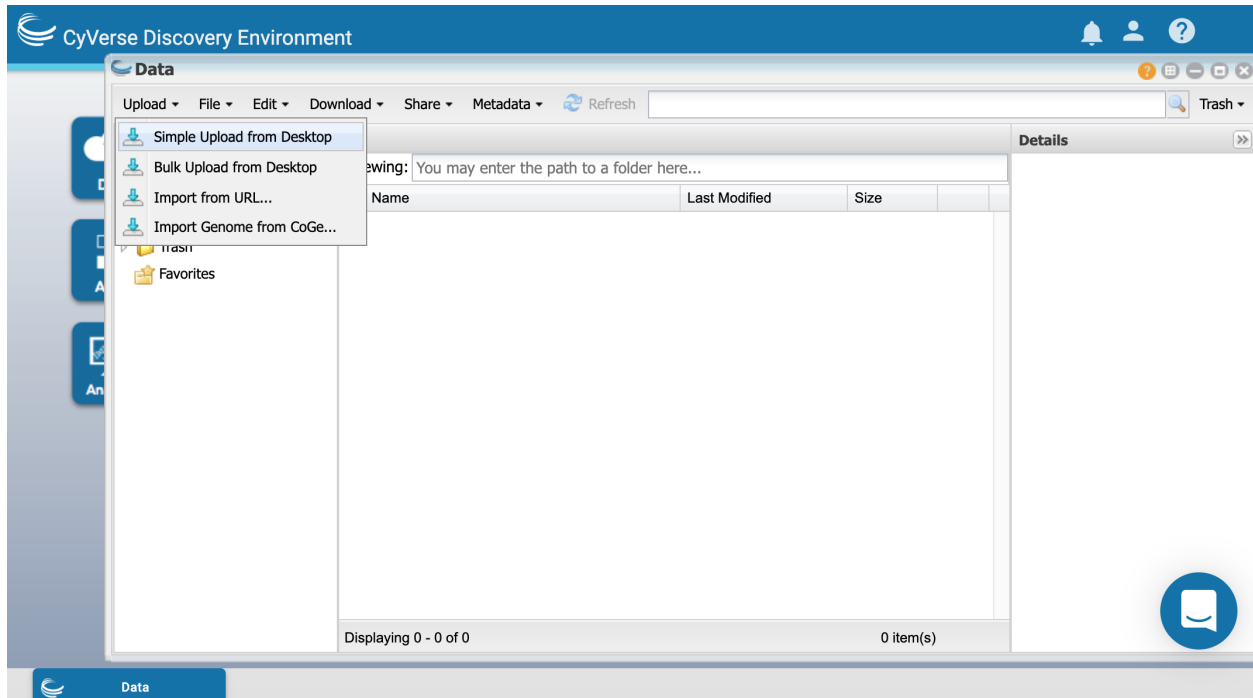 CyVerse Discovery Environment
Data
Upload File Edit Download Share Metadata Refresh Trash
Simple Upload from Desktop
Bulk Upload from Desktop
Import from URL...
Import Genome from CoGe...
Details
ewing: You may enter the path to a folder here...
Name Last Modified Size
Trash
Favorites
D
A
An
Displaying 0 - 0 of 0 0 item(s)
Data